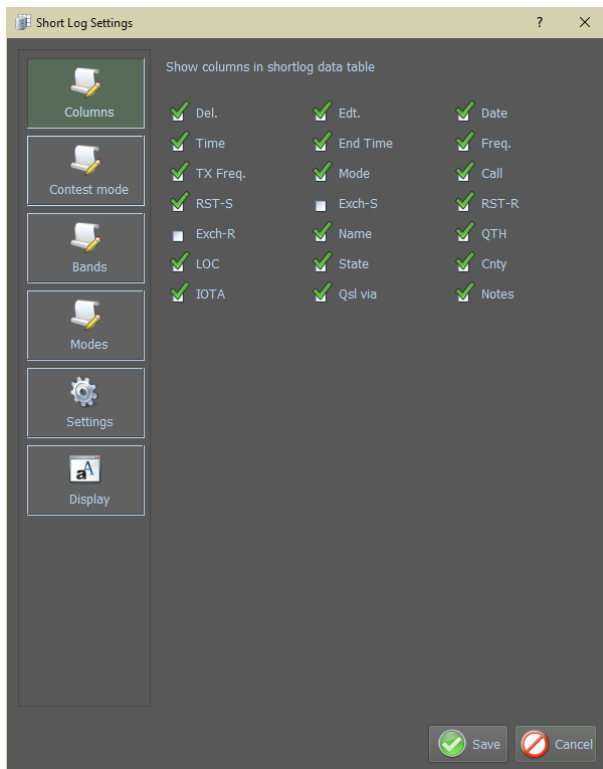 Short Log Settings ?
Show columns in shortlog data table
Columns
Contest mode
Bands
Modes
Settings
aA
Display
Del. Edt. Date
Time End Time Freq.
TX Freq. Mode Call
RST-S Exch-S RST-R
Exch-R Name QTH
LOC State Cnty
IOTA Qsl via Notes
Save Cancel